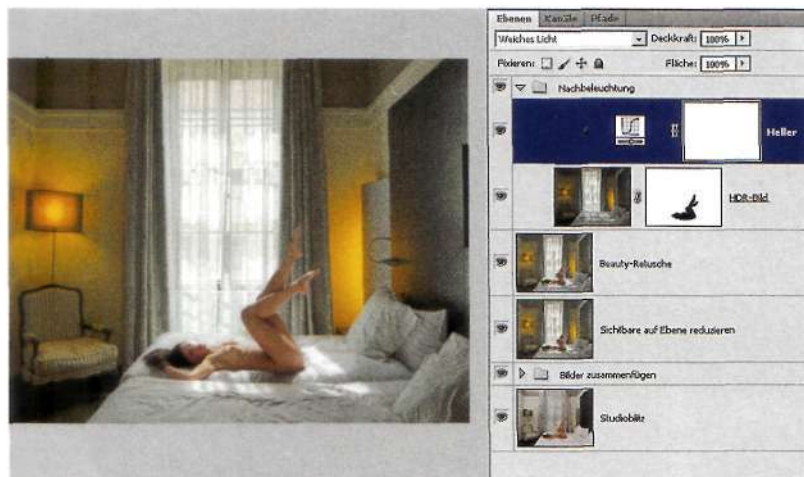 Ebenen Kanäle Pfade
Weiches Licht Deckkraft: 100%
Fixieren: Fläche: 100%
Nachbeleuchtung
Heller
HDR-Bild
Beauty-Retusche
Sichtbare auf Ebene reduzieren
Bilder zusammenfügen
Studioblitz